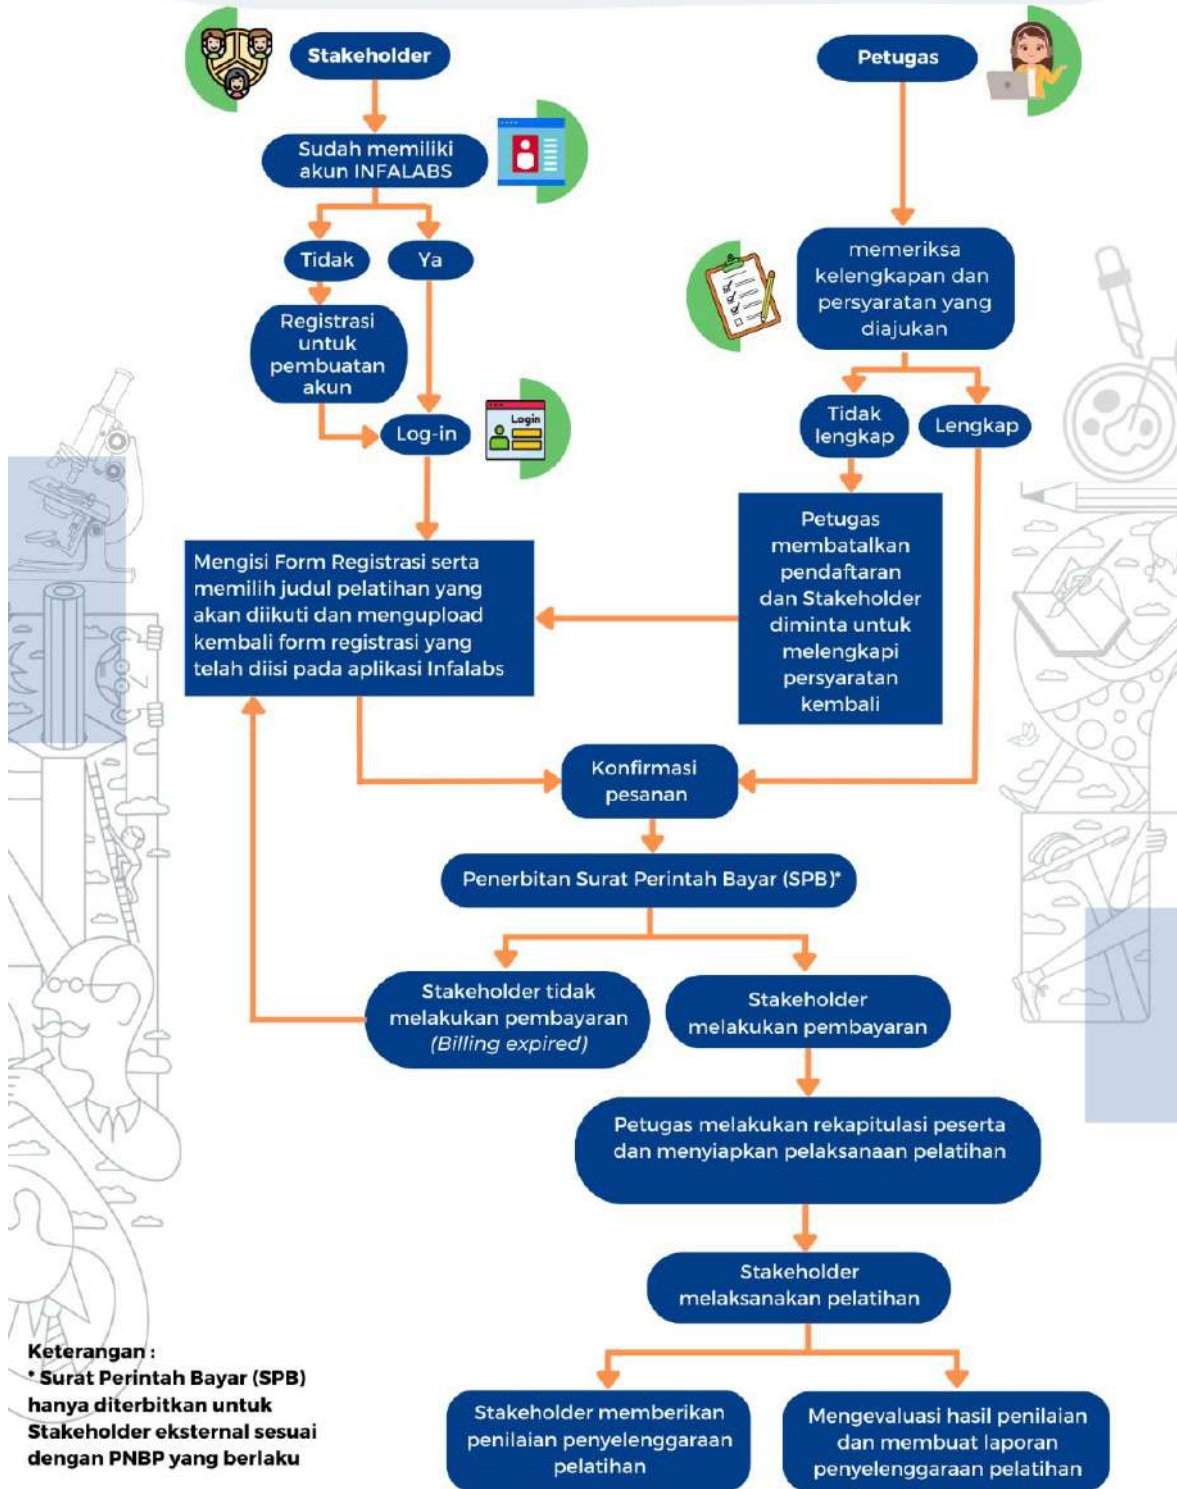 Stakeholder
Petugas
Sudah memiliki
akun INFALABS
Tidak
Ya
memeriksa
kelengkapan dan
persyaratan yang
diajukan
Registrasi
untuk
pembuatan
akun
Log-in
Login
Tidak
lengkap
Lengkap
Petugas
membatalkan
pendaftaran
dan Stakeholder
diminta untuk
melengkapi
persyaratan
kembali
Mengisi Form Registrasi serta
memilih judul pelatihan yang
akan diikuti dan mengupload
kembali form registrasi yang
telah diisi pada aplikasi Infalabs
Konfirmasi
pesanan
Penerbitan Surat Perintah Bayar (SPB)*
Stakeholder tidak
melakukan pembayaran
(Billing expired)
Stakeholder
melakukan pembayaran
Petugas melakukan rekapitulasi peserta
dan menyiapkan pelaksanaan pelatihan
Stakeholder
melaksanakan pelatihan
Stakeholder memberikan
penilaian penyelenggaraan
pelatihan
Mengevaluasi hasil penilaian
dan membuat laporan
penyelenggaraan pelatihan
Keterangan :
* Surat Perintah Bayar (SPB)
hanya diterbitkan untuk
Stakeholder eksternal sesuai
dengan PNBP yang berlaku